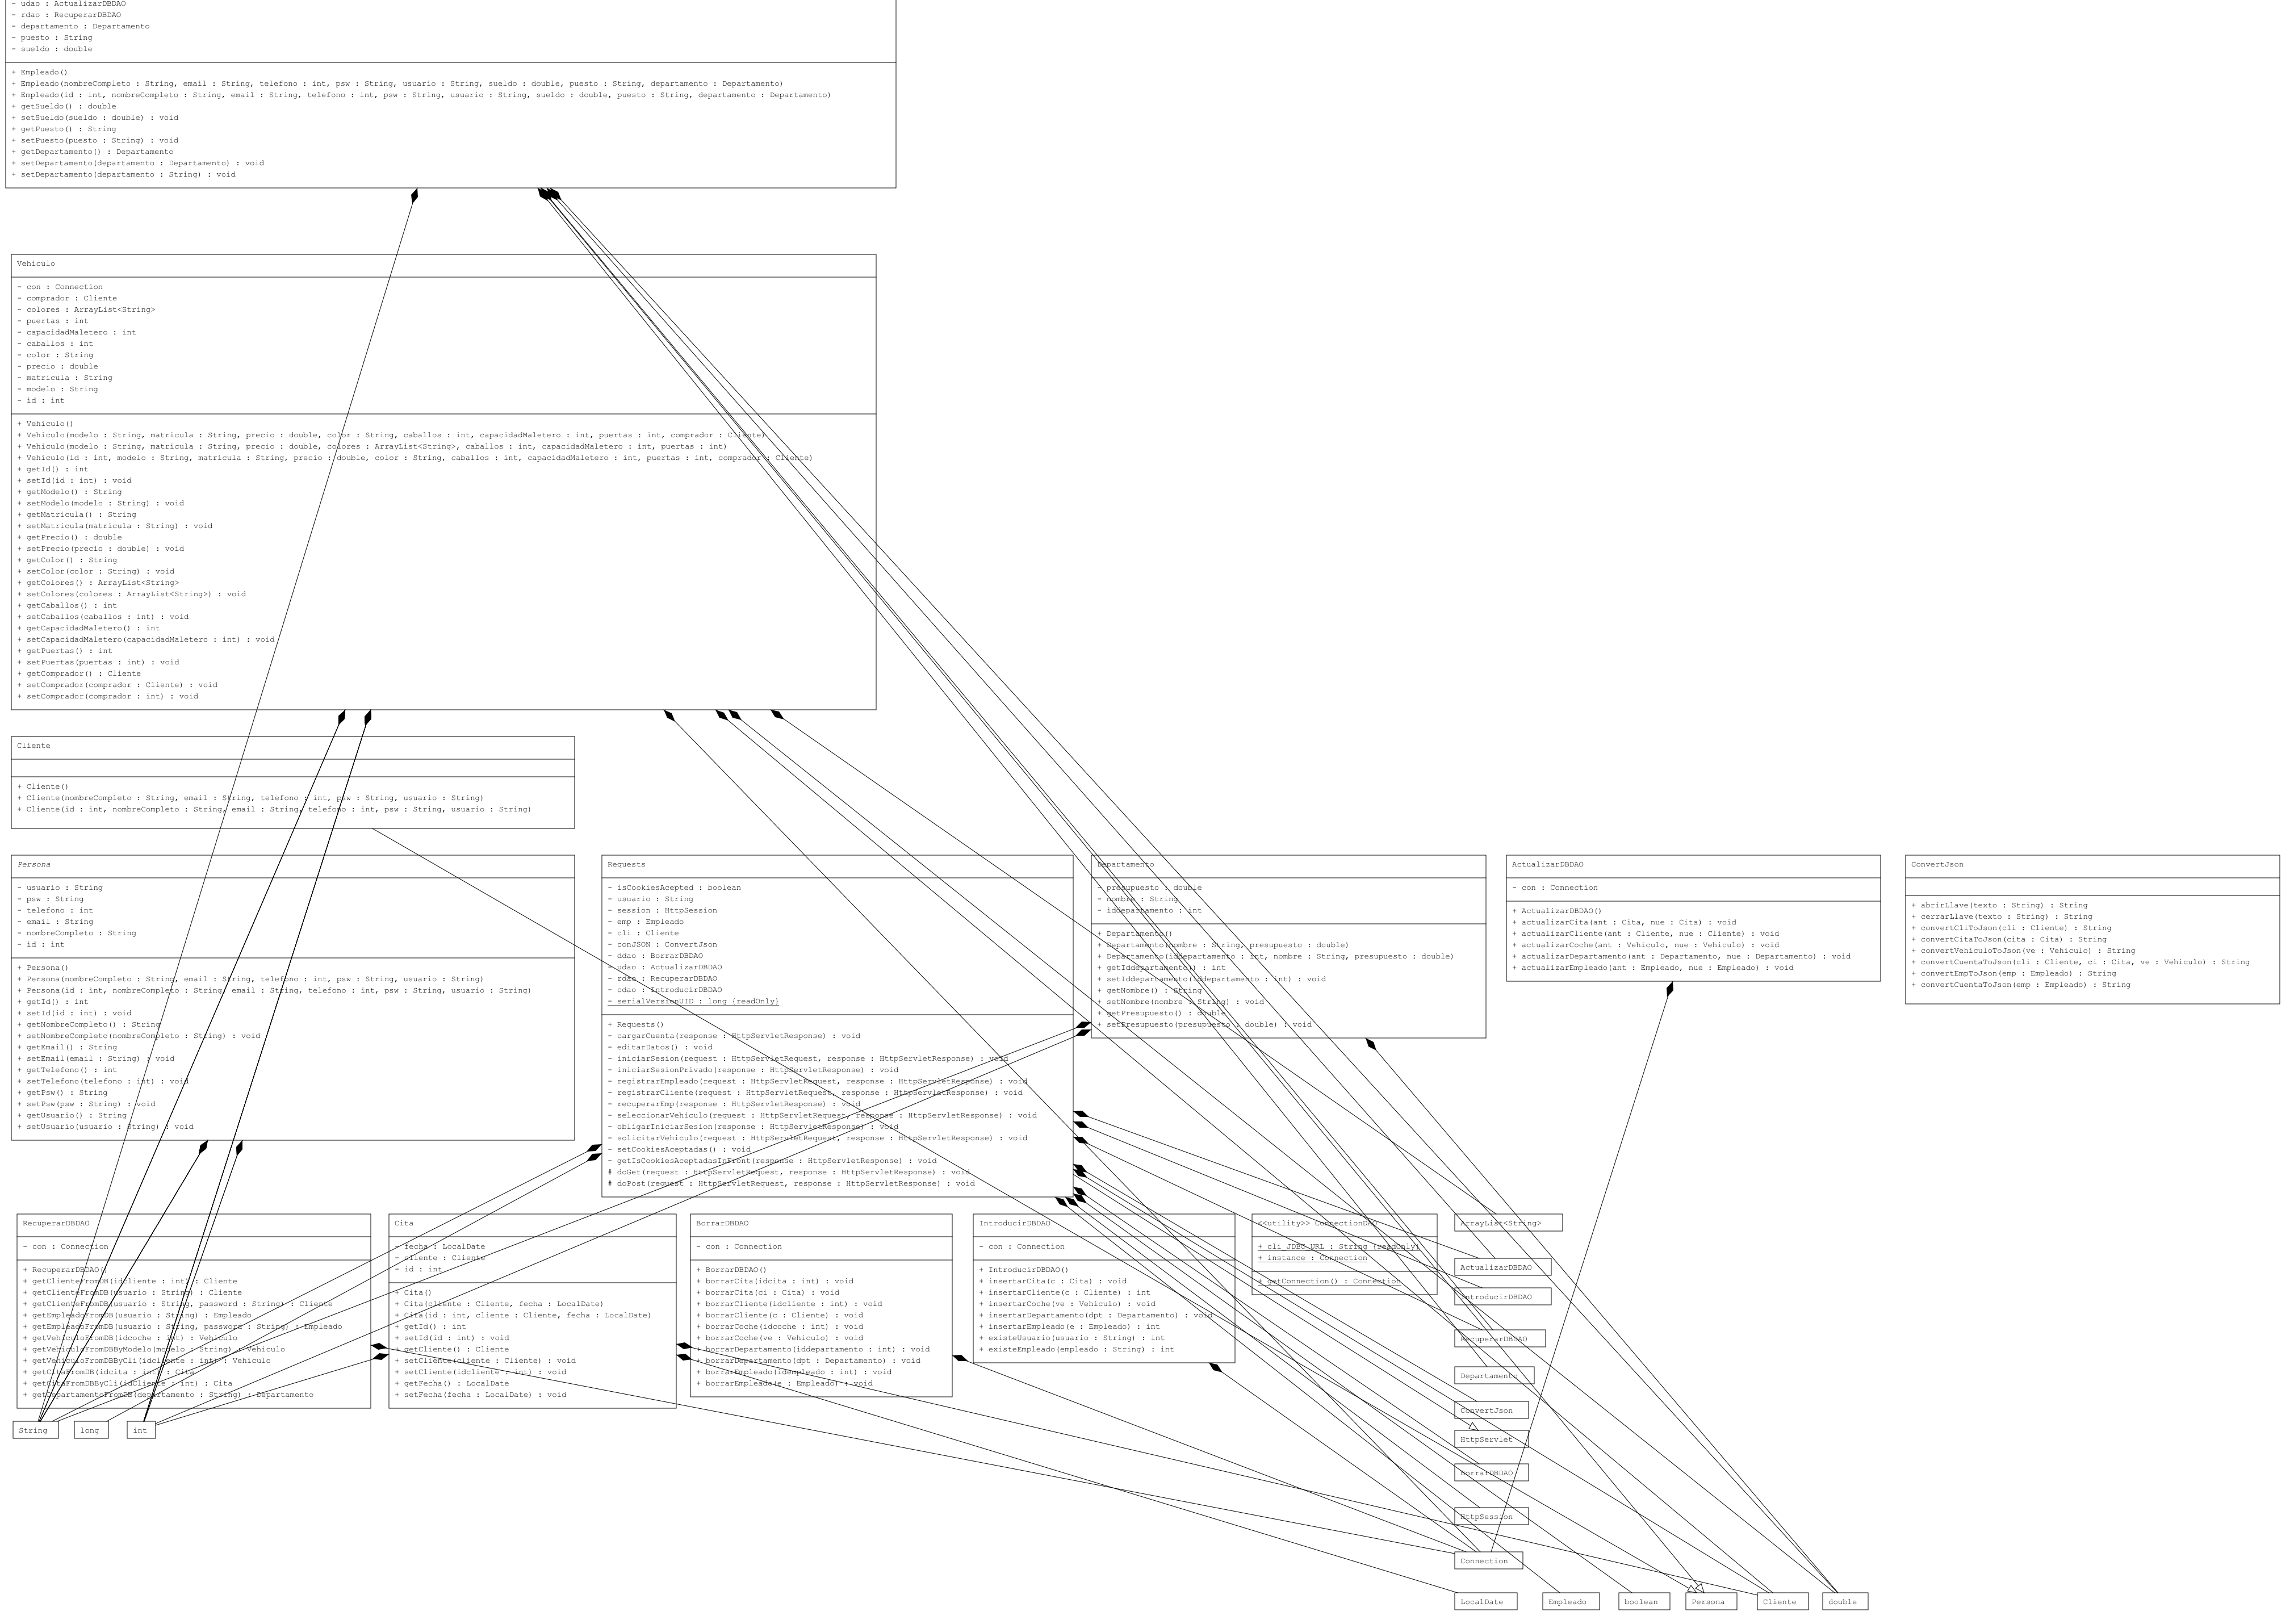 - udao : ActualizarDBDAO
- rdao : RecuperarDBDAO
- departamento : Departamento
- puesto : String
- sueldo : double
+ Empleado()
+ Empleado(nombreCompleto : String, email : String, telefono : int, psw : String, usuario : String, sueldo : double, puesto : String, departamento : Departamento)
+ Empleado(id : int, nombreCompleto : String, email : String, telefono : int, psw : String, usuario : String, sueldo : double, puesto : String, departamento : Departamento)
+ getSueldo() : double
+ setSueldo(sueldo : double) : void
+ getPuesto() : String
+ setPuesto(puesto : String) : void
+ getDepartamento() : Departamento
+ setDepartamento(departamento : Departamento) : void
+ setDepartamento(departamento : String) : void
Vehiculo
- con : Connection
- comprador : Cliente
- colores : ArrayList<String>
- puertas : int
- capacidadMaletero : int
- caballos : int
- color : String
- precio : double
- matricula : String
- modelo : String
- id : int
+ Vehiculo()
+ Vehiculo(modelo : String, matricula : String, precio : double, color : String, caballos : int, capacidadMaletero : int, puertas : int, comprador : Cliente)
+ Vehiculo(modelo : String, matricula : String, precio : double, colores : ArrayList<String>, caballos : int, capacidadMaletero : int, puertas : int)
+ Vehiculo(id : int, modelo : String, matricula : String, precio : double, color : String, caballos : int, capacidadMaletero : int, puertas : int, comprador : Cliente)
+ getId() : int
+ setId(id : int) : void
+ getModelo() : String
+ setModelo(modelo : String) : void
+ getMatricula() : String
+ setMatricula(matricula : String) : void
+ getPrecio() : double
+ setPrecio(precio : double) : void
+ getColor() : String
+ setColor(color : String) : void
+ getColores() : ArrayList<String>
+ setColores(colores : ArrayList<String>) : void
+ getCaballos() : int
+ setCaballos(caballos : int) : void
+ getCapacidadMaletero() : int
+ setCapacidadMaletero(capacidadMaletero : int) : void
+ getPuertas() : int
+ setPuertas(puertas : int) : void
+ getComprador() : Cliente
+ setComprador(comprador : Cliente) : void
+ setComprador(comprador : int) : void
Cliente
+ Cliente()
+ Cliente(nombreCompleto : String, email : String, telefono : int, psw : String, usuario : String)
+ Cliente(id : int, nombreCompleto : String, email : String, telefono : int, psw : String, usuario : String)
Persona
- usuario : String
- psw : String
- telefono : int
- email : String
- nombreCompleto : String
- id : int
+ Persona()
+ Persona(nombreCompleto : String, email : String, telefono : int, psw : String, usuario : String)
+ Persona(id : int, nombreCompleto : String, email : String, telefono : int, psw : String, usuario : String)
+ getId() : int
+ setId(id : int) : void
+ getNombreCompleto() : String
+ setNombreCompleto(nombreCompleto : String) : void
+ getEmail() : String
+ setEmail(email : String) : void
+ getTelefono() : int
+ setTelefono(telefono : int) : void
+ getPsw() : String
+ setPsw(psw : String) : void
+ getUsuario() : String
+ setUsuario(usuario : String) : void
Requests
- isCookiesAcepted : boolean
- usuario : String
- session : HttpSession
- emp : Empleado
- cli : Cliente
- conJSON : ConvertJson
- ddao : BorrarDBDAO
- udao : ActualizarDBDAO
- rdao : RecuperarDBDAO
- cdao : IntroducirDBDAO
- serialVersionUID : long {readOnly}
+ Requests()
- cargarCuenta(response : HttpServletResponse) : void
- editarDatos() : void
- iniciarSesion(request : HttpServletRequest, response : HttpServletResponse) : void
- iniciarSesionPrivado(response : HttpServletResponse) : void
- registrarEmpleado(request : HttpServletRequest, response : HttpServletResponse) : void
- registrarCliente(request : HttpServletRequest, response : HttpServletResponse) : void
- recuperarEmp(response : HttpServletResponse) : void
- seleccionarVehiculo(request : HttpServletRequest, response : HttpServletResponse) : void
- obligarIniciarSesion(response : HttpServletResponse) : void
- solicitarVehiculo(request : HttpServletRequest, response : HttpServletResponse) : void
- setCookiesAceptadas() : void
- getIsCookiesAceptadasInFront(response : HttpServletResponse) : void
# doGet(request : HttpServletRequest, response : HttpServletResponse) : void
# doPost(request : HttpServletRequest, response : HttpServletResponse) : void
Departamento
- presupuesto : double
- nombre : String
- iddepartamento : int
+ Departamento()
+ Departamento(nombre : String, presupuesto : double)
+ Departamento(iddepartamento : int, nombre : String, presupuesto : double)
+ getIddepartamento() : int
+ setIddepartamento(iddepartamento : int) : void
+ getNombre() : String
+ setNombre(nombre : String) : void
+ getPresupuesto() : double
+ setPresupuesto(presupuesto : double) : void
ActualizarDBDAO
- con : Connection
+ ActualizarDBDAO()
+ actualizarCita(ant : Cita, nue : Cita) : void
+ actualizarCliente(ant : Cliente, nue : Cliente) : void
+ actualizarCoche(ant : Vehiculo, nue : Vehiculo) : void
+ actualizarDepartamento(ant : Departamento, nue : Departamento) : void
+ actualizarEmpleado(ant : Empleado, nue : Empleado) : void
ConvertJson
+ abrirLlave(texto : String) : String
+ cerrarLlave(texto : String) : String
+ convertCliToJson(cli : Cliente) : String
+ convertCitaToJson(cita : Cita) : String
+ convertVehiculoToJson(ve : Vehiculo) : String
+ convertCuentaToJson(cli : Cliente, ci : Cita, ve : Vehiculo) : String
+ convertEmpToJson(emp : Empleado) : String
+ convertCuentaToJson(emp : Empleado) : String
RecuperarDBDAO
- con : Connection
+ RecuperarDBDAO()
+ getClienteFromDB(idcliente : int) : Cliente
+ getClienteFromDB(usuario : String) : Cliente
+ getClienteFromDB(usuario : String, password : String) : Cliente
+ getEmpleadoFromDB(usuario : String) : Empleado
+ getEmpleadoFromDB(usuario : String, password : String) : Empleado
+ getVehiculoFromDB(idcoche : int) : Vehiculo
+ getVehiculoFromDBByModelo(modelo : String) : Vehiculo
+ getVehiculoFromDBByCli(idcliente : int) : Vehiculo
+ getCitaFromDB(idcita : int) : Cita
+ getCitaFromDBByCli(idCliente : int) : Cita
+ getDepartamentoFromDB(departamento : String) : Departamento
Cita
- fecha : LocalDate
- cliente : Cliente
- id : int
+ Cita()
+ Cita(cliente : Cliente, fecha : LocalDate)
+ Cita(id : int, cliente : Cliente, fecha : LocalDate)
+ getId() : int
+ setId(id : int) : void
+ getCliente() : Cliente
+ setCliente(cliente : Cliente) : void
+ setCliente(idcliente : int) : void
+ getFecha() : LocalDate
+ setFecha(fecha : LocalDate) : void
BorrarDBDAO
- con : Connection
+ BorrarDBDAO()
+ borrarCita(idcita : int) : void
+ borrarCita(ci : Cita) : void
+ borrarCliente(idcliente : int) : void
+ borrarCliente(c : Cliente) : void
+ borrarCoche(idcoche : int) : void
+ borrarCoche(ve : Vehiculo) : void
+ borrarDepartamento(iddepartamento : int) : void
+ borrarDepartamento(dpt : Departamento) : void
+ borrarEmpleado(idempleado : int) : void
+ borrarEmpleado(e : Empleado) : void
IntroducirDBDAO
- con : Connection
+ IntroducirDBDAO()
+ insertarCita(c : Cita) : void
+ insertarCliente(c : Cliente) : int
+ insertarCoche(ve : Vehiculo) : void
+ insertarDepartamento(dpt : Departamento) : void
+ insertarEmpleado(e : Empleado) : int
+ existeUsuario(usuario : String) : int
+ existeEmpleado(empleado : String) : int
<<utility>> ConnectionDAO
+ cli_JDBC_URL : String {readOnly}
+ instance : Connection
+ getConnection() : Connection
ArrayList<String>
ActualizarDBDAO
IntroducirDBDAO
RecuperarDBDAO
Departamento
ConvertJson
HttpServlet
BorrarDBDAO
HttpSession
Connection
String
long
int
LocalDate
Empleado
boolean
Persona
Cliente
double